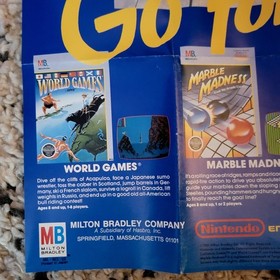 Go for
MB
WORLD GAMES
MB
MARBLE
MADNESS
WORLD GAMES®
Dive off the cliffs of Acapulco, face a Japanese sumo
wrestler, toss the caber in Scotland, jump barrels in Ger-
many, ski a French slalom, survive a logroll in Canada, lift
weights in Russia, and end up in a good old all-American
bull riding contest!
Ages 8 and up, 1-8 players.
MARBLE MADN
Ages 8 and up, 1 or 2 players.
MB
MILTON
BRADLEY
MILTON BRADLEY COMPANY
A Subsidiary of Hasbro, Inc.
SPRINGFIELD, MASSACHUSETTS 01101
Nintendo